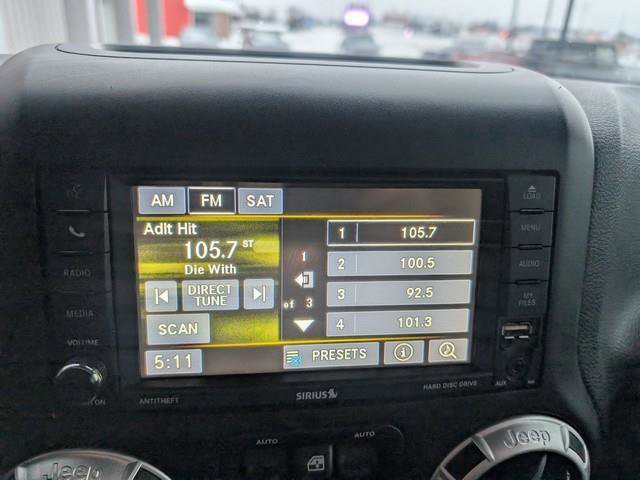 AM FM SAT
Adlt Hit
105.7 ST
Die With
DIRECT TUNE
SCAN
5:11
1
of 3
1 105.7
2 100.5
3 92.5
4 101.3
PRESETS
RADIO
MEDIA
VOLUME
LOAD
MENU
AUDIO
MY FILES
AUX
ANTITHEFT
SIRIUS
HARD DISC DRIVE
AUTO
AUTO
Jeep
Jeep